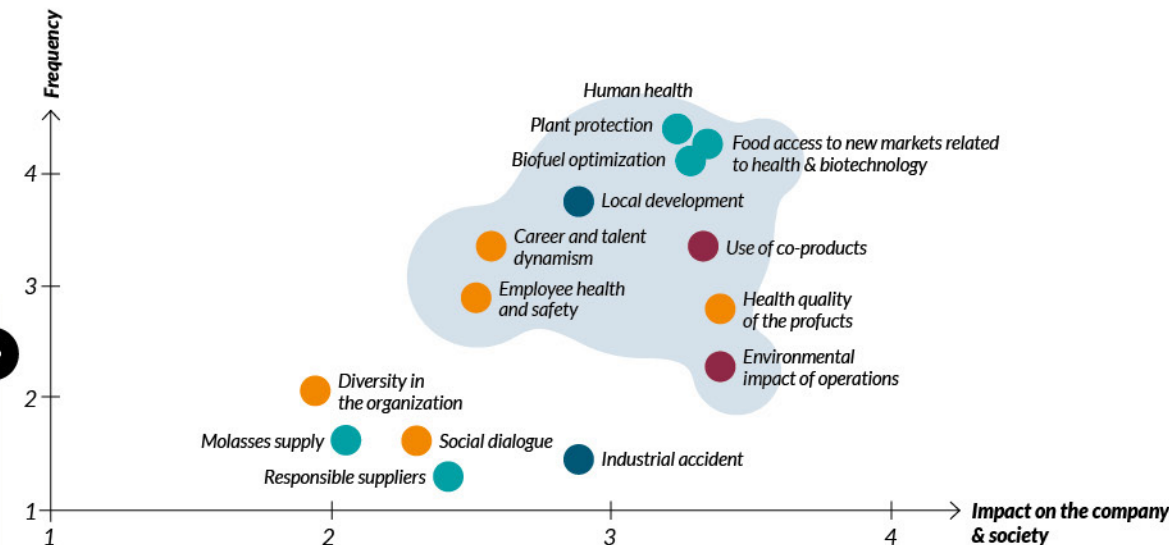 Frequency
Human health
Plant protection
Food access to new markets related
to health & biotechnology
Biofuel optimization
4
Local development
Career and talent
dynamism
Use of co-products
3
Employee health
and safety
Health quality
of the profucts
Environmental
impact of operations
2
Diversity in
the organization
Molasses supply
Social dialogue
Responsible suppliers
Industrial accident
1
Impact on the company
& society
1
2
3
4